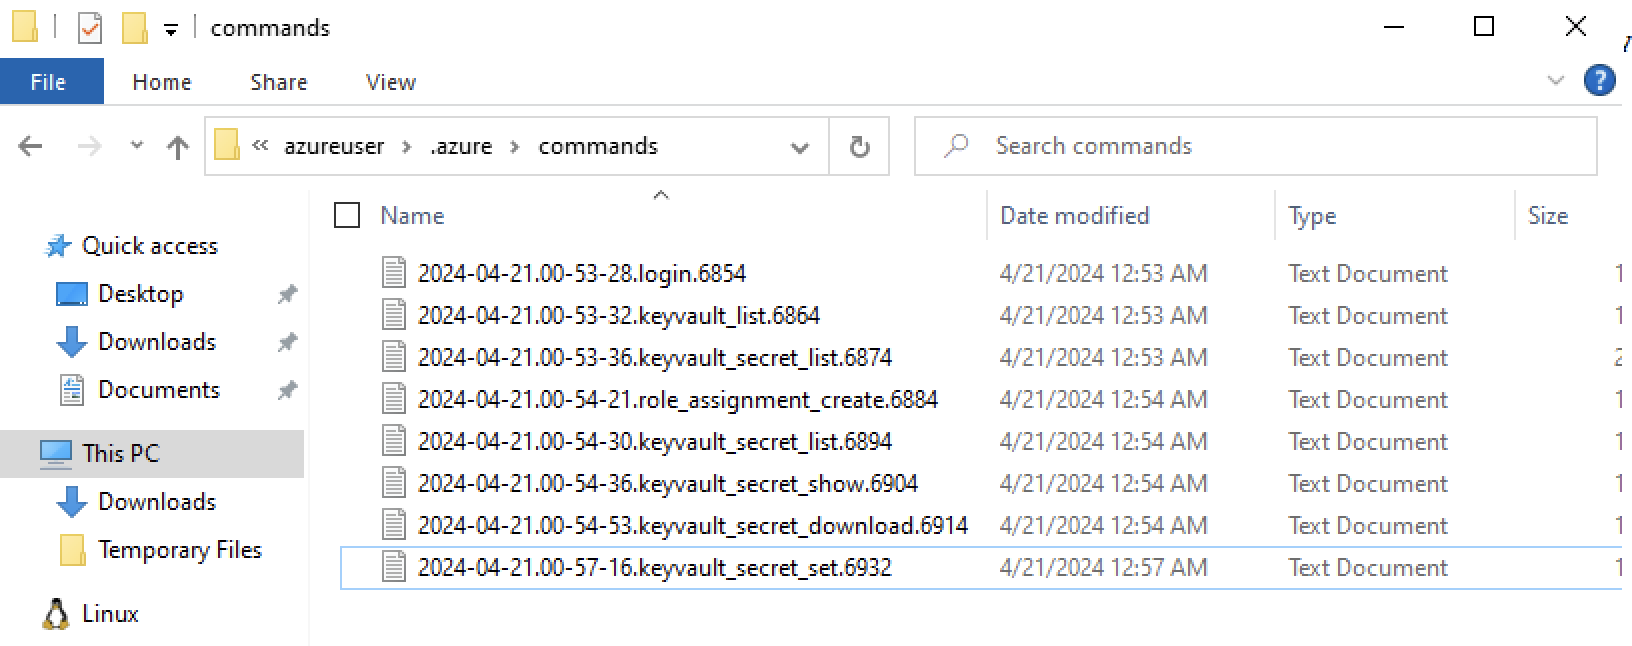 commands
File Home Share View
azureuser > .azure > commands
Search commands
Name Date modified Type Size
Quick access
Desktop
Downloads
Documents
This PC
Downloads
Temporary Files
Linux
2024-04-21.00-53-28.login.6854 4/21/2024 12:53 AM Text Document 1
2024-04-21.00-53-32.keyvault_list.6864 4/21/2024 12:53 AM Text Document 1
2024-04-21.00-53-36.keyvault_secret_list.6874 4/21/2024 12:53 AM Text Document 2
2024-04-21.00-54-21.role_assignment_create.6884 4/21/2024 12:54 AM Text Document 1
2024-04-21.00-54-30.keyvault_secret_list.6894 4/21/2024 12:54 AM Text Document 1
2024-04-21.00-54-36.keyvault_secret_show.6904 4/21/2024 12:54 AM Text Document 1
2024-04-21.00-54-53.keyvault_secret_download.6914 4/21/2024 12:54 AM Text Document 1
2024-04-21.00-57-16.keyvault_secret_set.6932 4/21/2024 12:57 AM Text Document 1